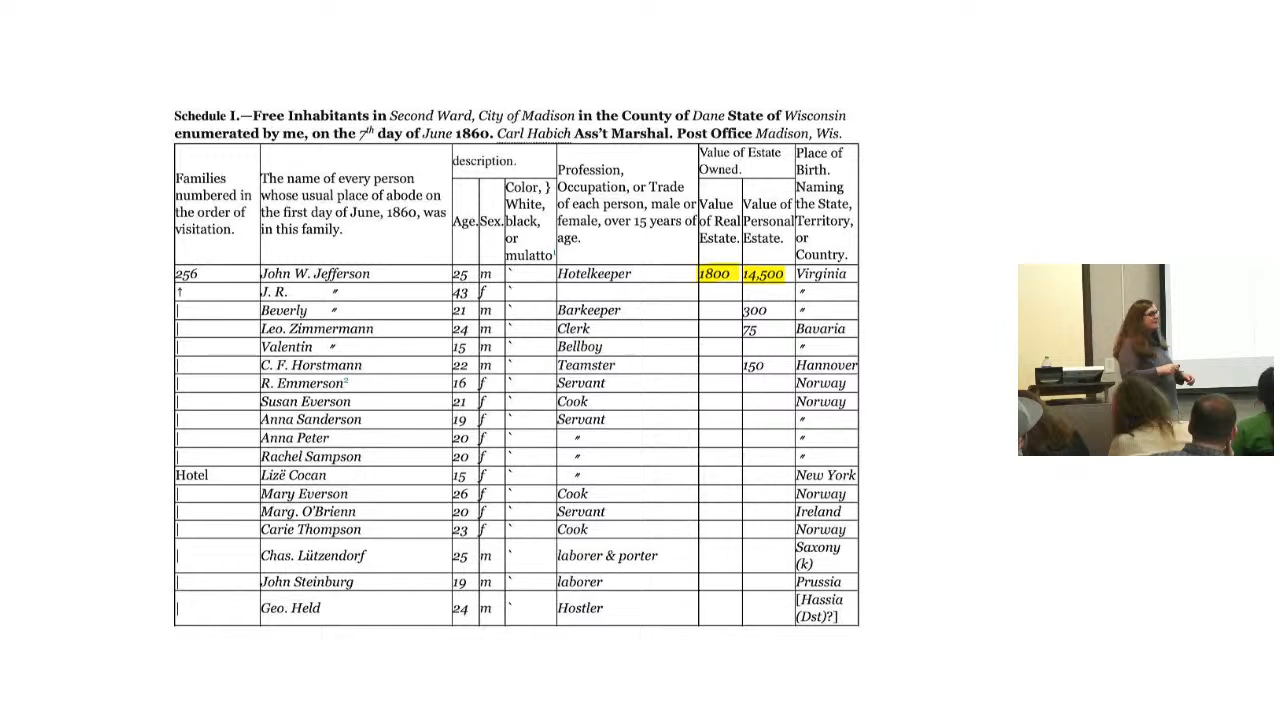 Schedule I.—Free Inhabitants in Second Ward, City of Madison in the County of Dane State of Wisconsin
enumerated by me, on the 7th day of June 1860. Carl Habich Ass't Marshal. Post Office Madison, Wis.
Families numbered in the order of visitation. The name of every person whose usual place of abode on the first day of June, 1860, was in this family. description. Age. Sex. Color, } White, black, or mulatto¹ Profession, Occupation, or Trade of each person, male or female, over 15 years of age. Value of Estate Owned. Value of Real Estate. Value of Personal Estate. Place of Birth. Naming the State, Territory, or Country.
256 John W. Jefferson 25 m ` Hotelkeeper 1800 14,500 Virginia
↑ J. R. " 43 f ` "
| Beverly " 21 m ` Barkeeper 300 "
| Leo. Zimmermann 24 m ` Clerk 75 Bavaria
| Valentin " 15 m ` Bellboy "
| C. F. Horstmann 22 m ` Teamster 150 Hannover
| R. Emmerson² 16 f ` Servant Norway
| Susan Everson 21 f ` Cook Norway
| Anna Sanderson 19 f ` Servant "
| Anna Peter 20 f ` " "
| Rachel Sampson 20 f ` " "
Hotel Lizë Cocan 15 f ` " New York
| Mary Everson 26 f ` Cook Norway
| Marg. O'Brienn 20 f ` Servant Ireland
| Carie Thompson 23 f ` Cook Norway
| Chas. Lützendorf 25 m ` laborer & porter Saxony (k)
| John Steinburg 19 m ` laborer Prussia
| Geo. Held 24 m ` Hostler [Hassia (Dst)?]